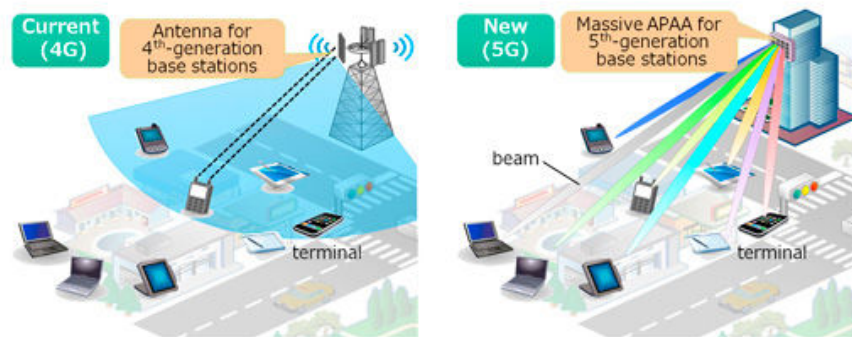 Current
(4G)
Antenna for
4th-generation
base stations
terminal
New
(5G)
Massive APAA for
5th-generation
base stations
beam
terminal